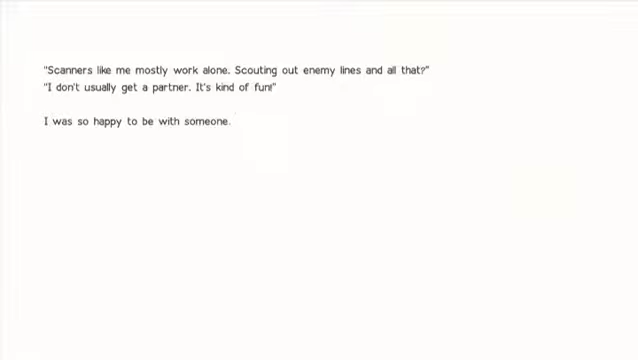 "Scanners like me mostly work alone. Scouting out enemy lines and all that?"
"I don't usually get a partner. It's kind of fun!"
I was so happy to be with someone.